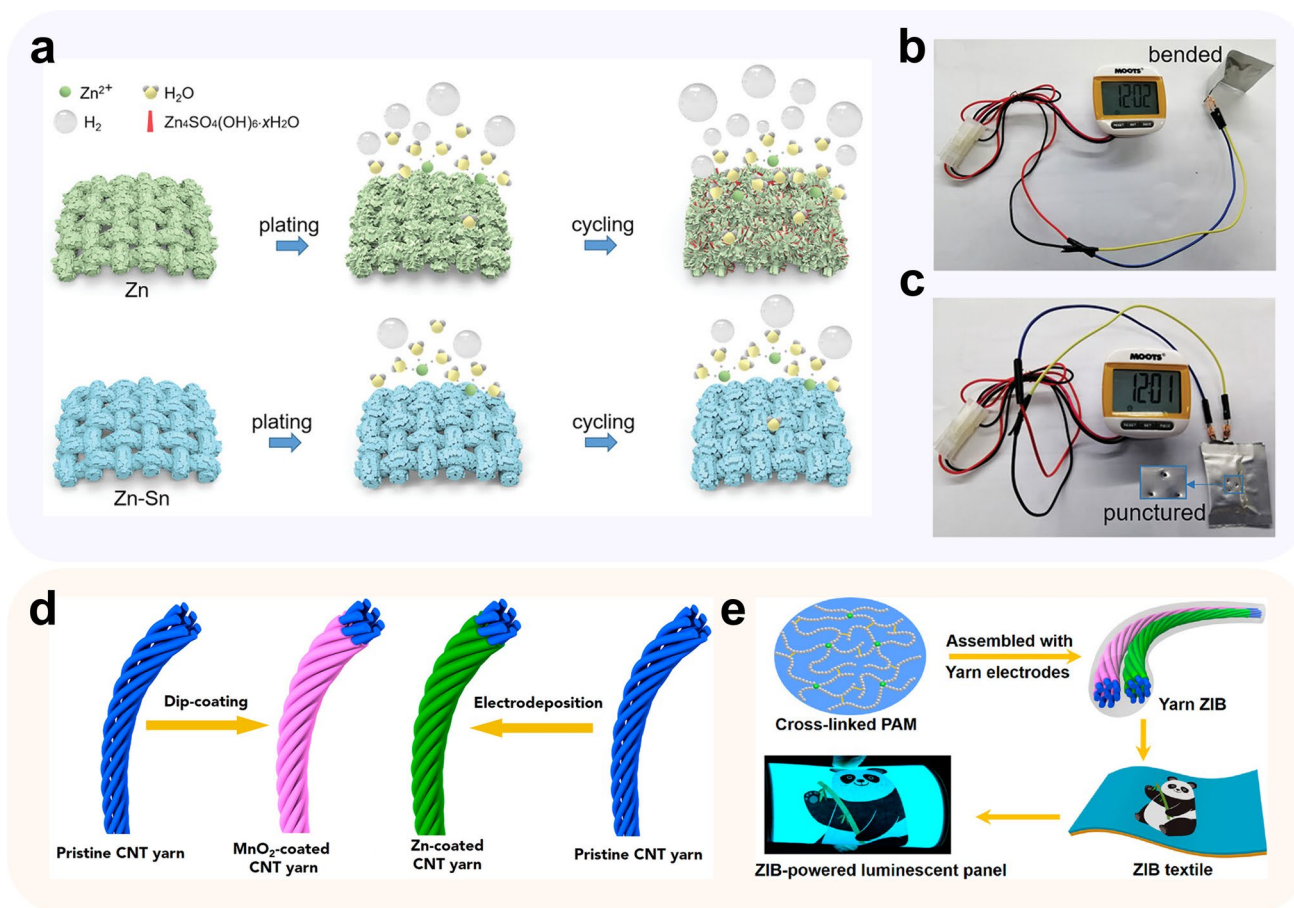 a
Zn2+
H2O
H2
Zn4SO4(OH)6·xH2O
plating
cycling
Zn
plating
cycling
Zn-Sn
b
bended
MOOTS®
12:02
c
MOOTS®
12:01
punctured
d
Dip-coating
Electrodeposition
Pristine CNT yarn
MnO2-coated
CNT yarn
Zn-coated
CNT yarn
Pristine CNT yarn
e
Assembled with
Yarn electrodes
Cross-linked PAM
Yarn ZIB
ZIB-powered luminescent panel
ZIB textile